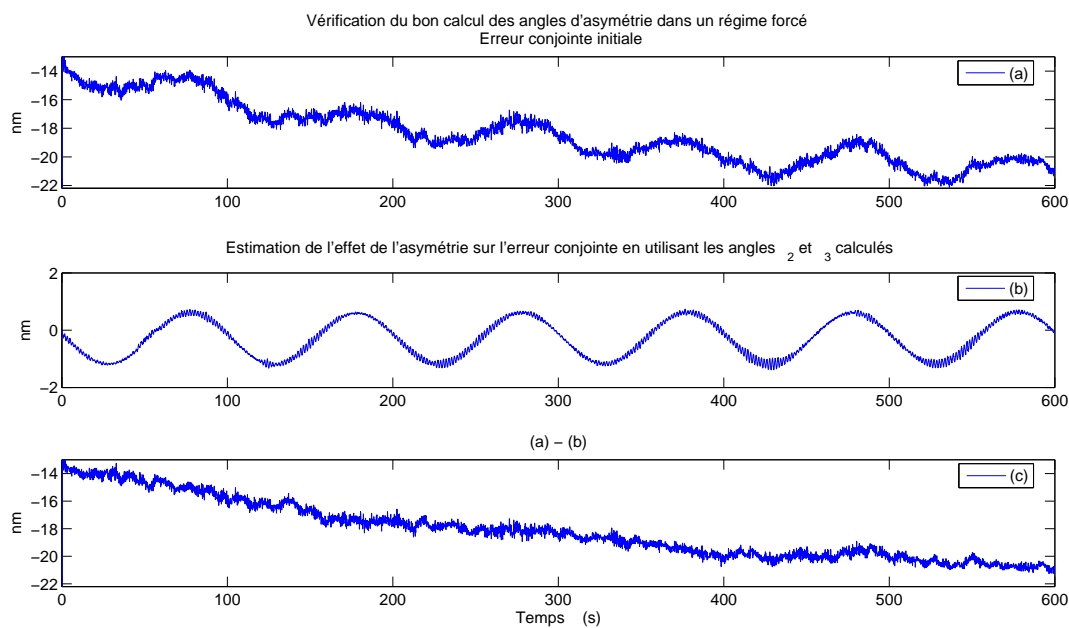 Vérification du bon calcul des angles d'asymétrie dans un régime forcé
Erreur conjointe initiale
(a)
nm
−14
−16
−18
−20
−22
0 100 200 300 400 500 600
Estimation de l'effet de l'asymétrie sur l'erreur conjointe en utilisant les angles 2 et 3 calculés
(b)
nm
2
0
−2
0 100 200 300 400 500 600
(a) − (b)
(c)
nm
−14
−16
−18
−20
−22
0 100 200 300 400 500 600
Temps (s)